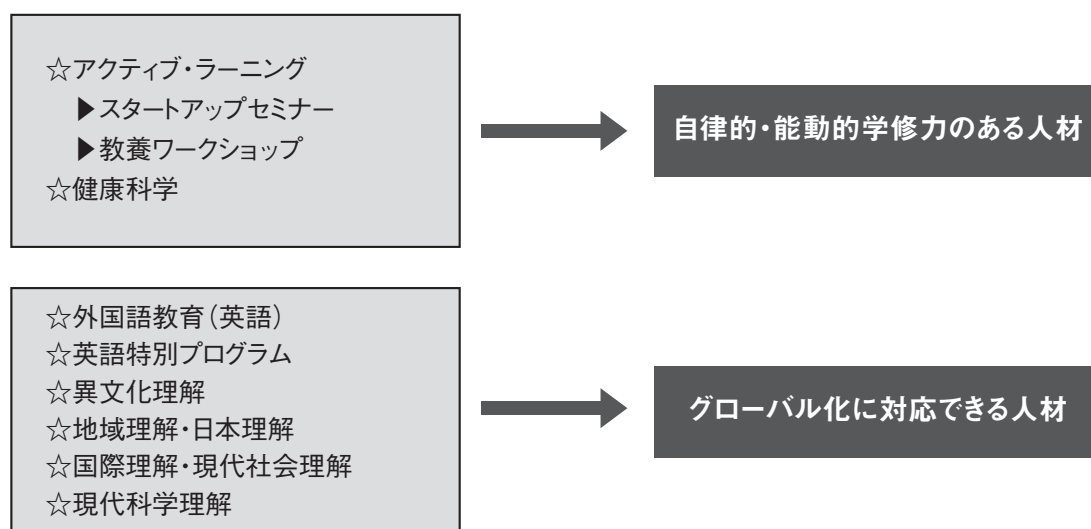 ☆アクティブ・ラーニング
▶スタートアップセミナー
▶教養ワークショップ
☆健康科学
自律的・能動的学修力のある人材
☆外国語教育(英語)
☆英語特別プログラム
☆異文化理解
☆地域理解・日本理解
☆国際理解・現代社会理解
☆現代科学理解
グローバル化に対応できる人材